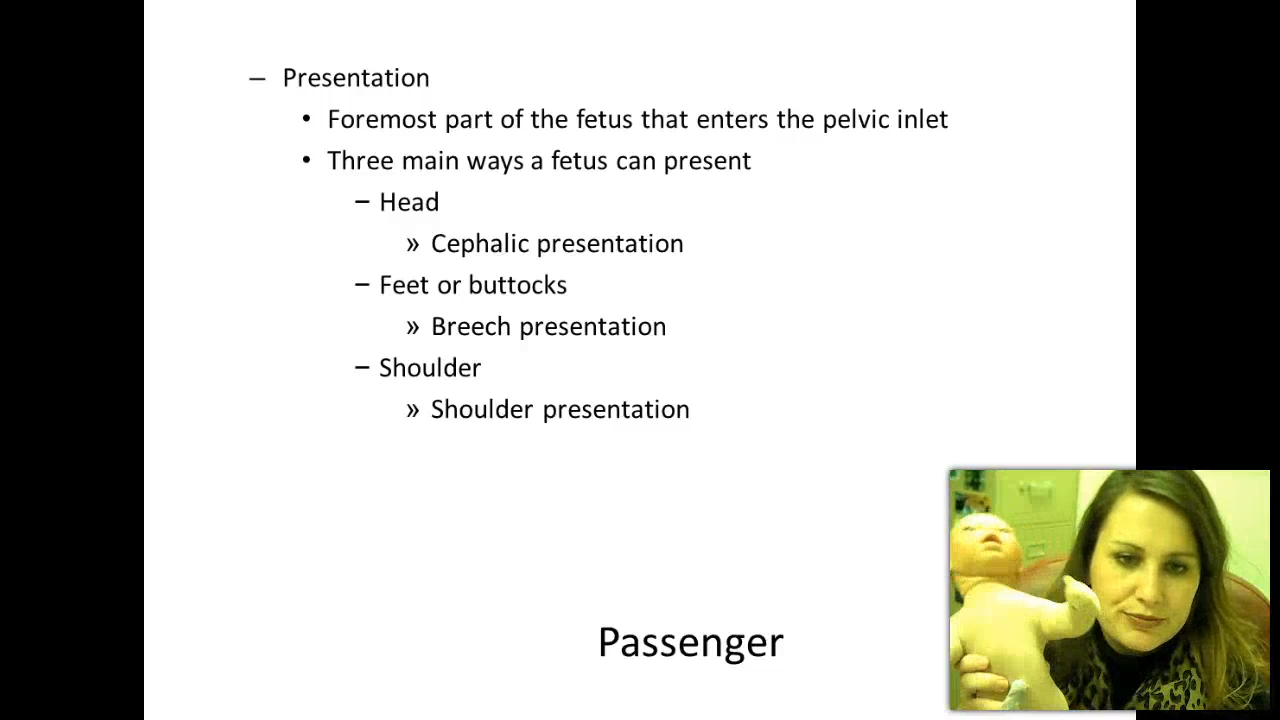 – Presentation
• Foremost part of the fetus that enters the pelvic inlet
• Three main ways a fetus can present
– Head
» Cephalic presentation
– Feet or buttocks
» Breech presentation
– Shoulder
» Shoulder presentation
Passenger